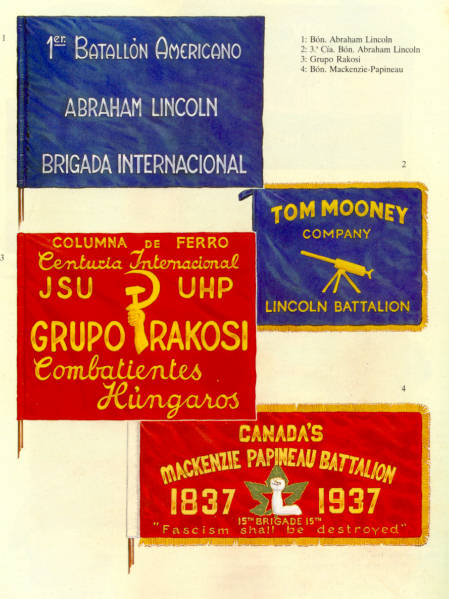 1
1er. BATALLÒN AMERICANO
ABRAHAM LINCOLN
BRIGADA INTERNACIONAL
1: Bón. Abraham Lincoln
2: 3.ª Cía. Bón. Abraham Lincoln
3: Grupo Rakosi
4: Bón. Mackenzie-Papineau
2
TOM MOONEY
COMPANY
LINCOLN BATTALION
3
COLUMNA DE FERRO
Centuria Internacional
JSU UHP
GRUPO RAKOSI
Combatientes
Hùngaros
4
CANADA'S
MACKENZIE PAPINEAU BATTALION
1837 1937
15TH BRIGADE 15TH
"Fascism shall be destroyed"